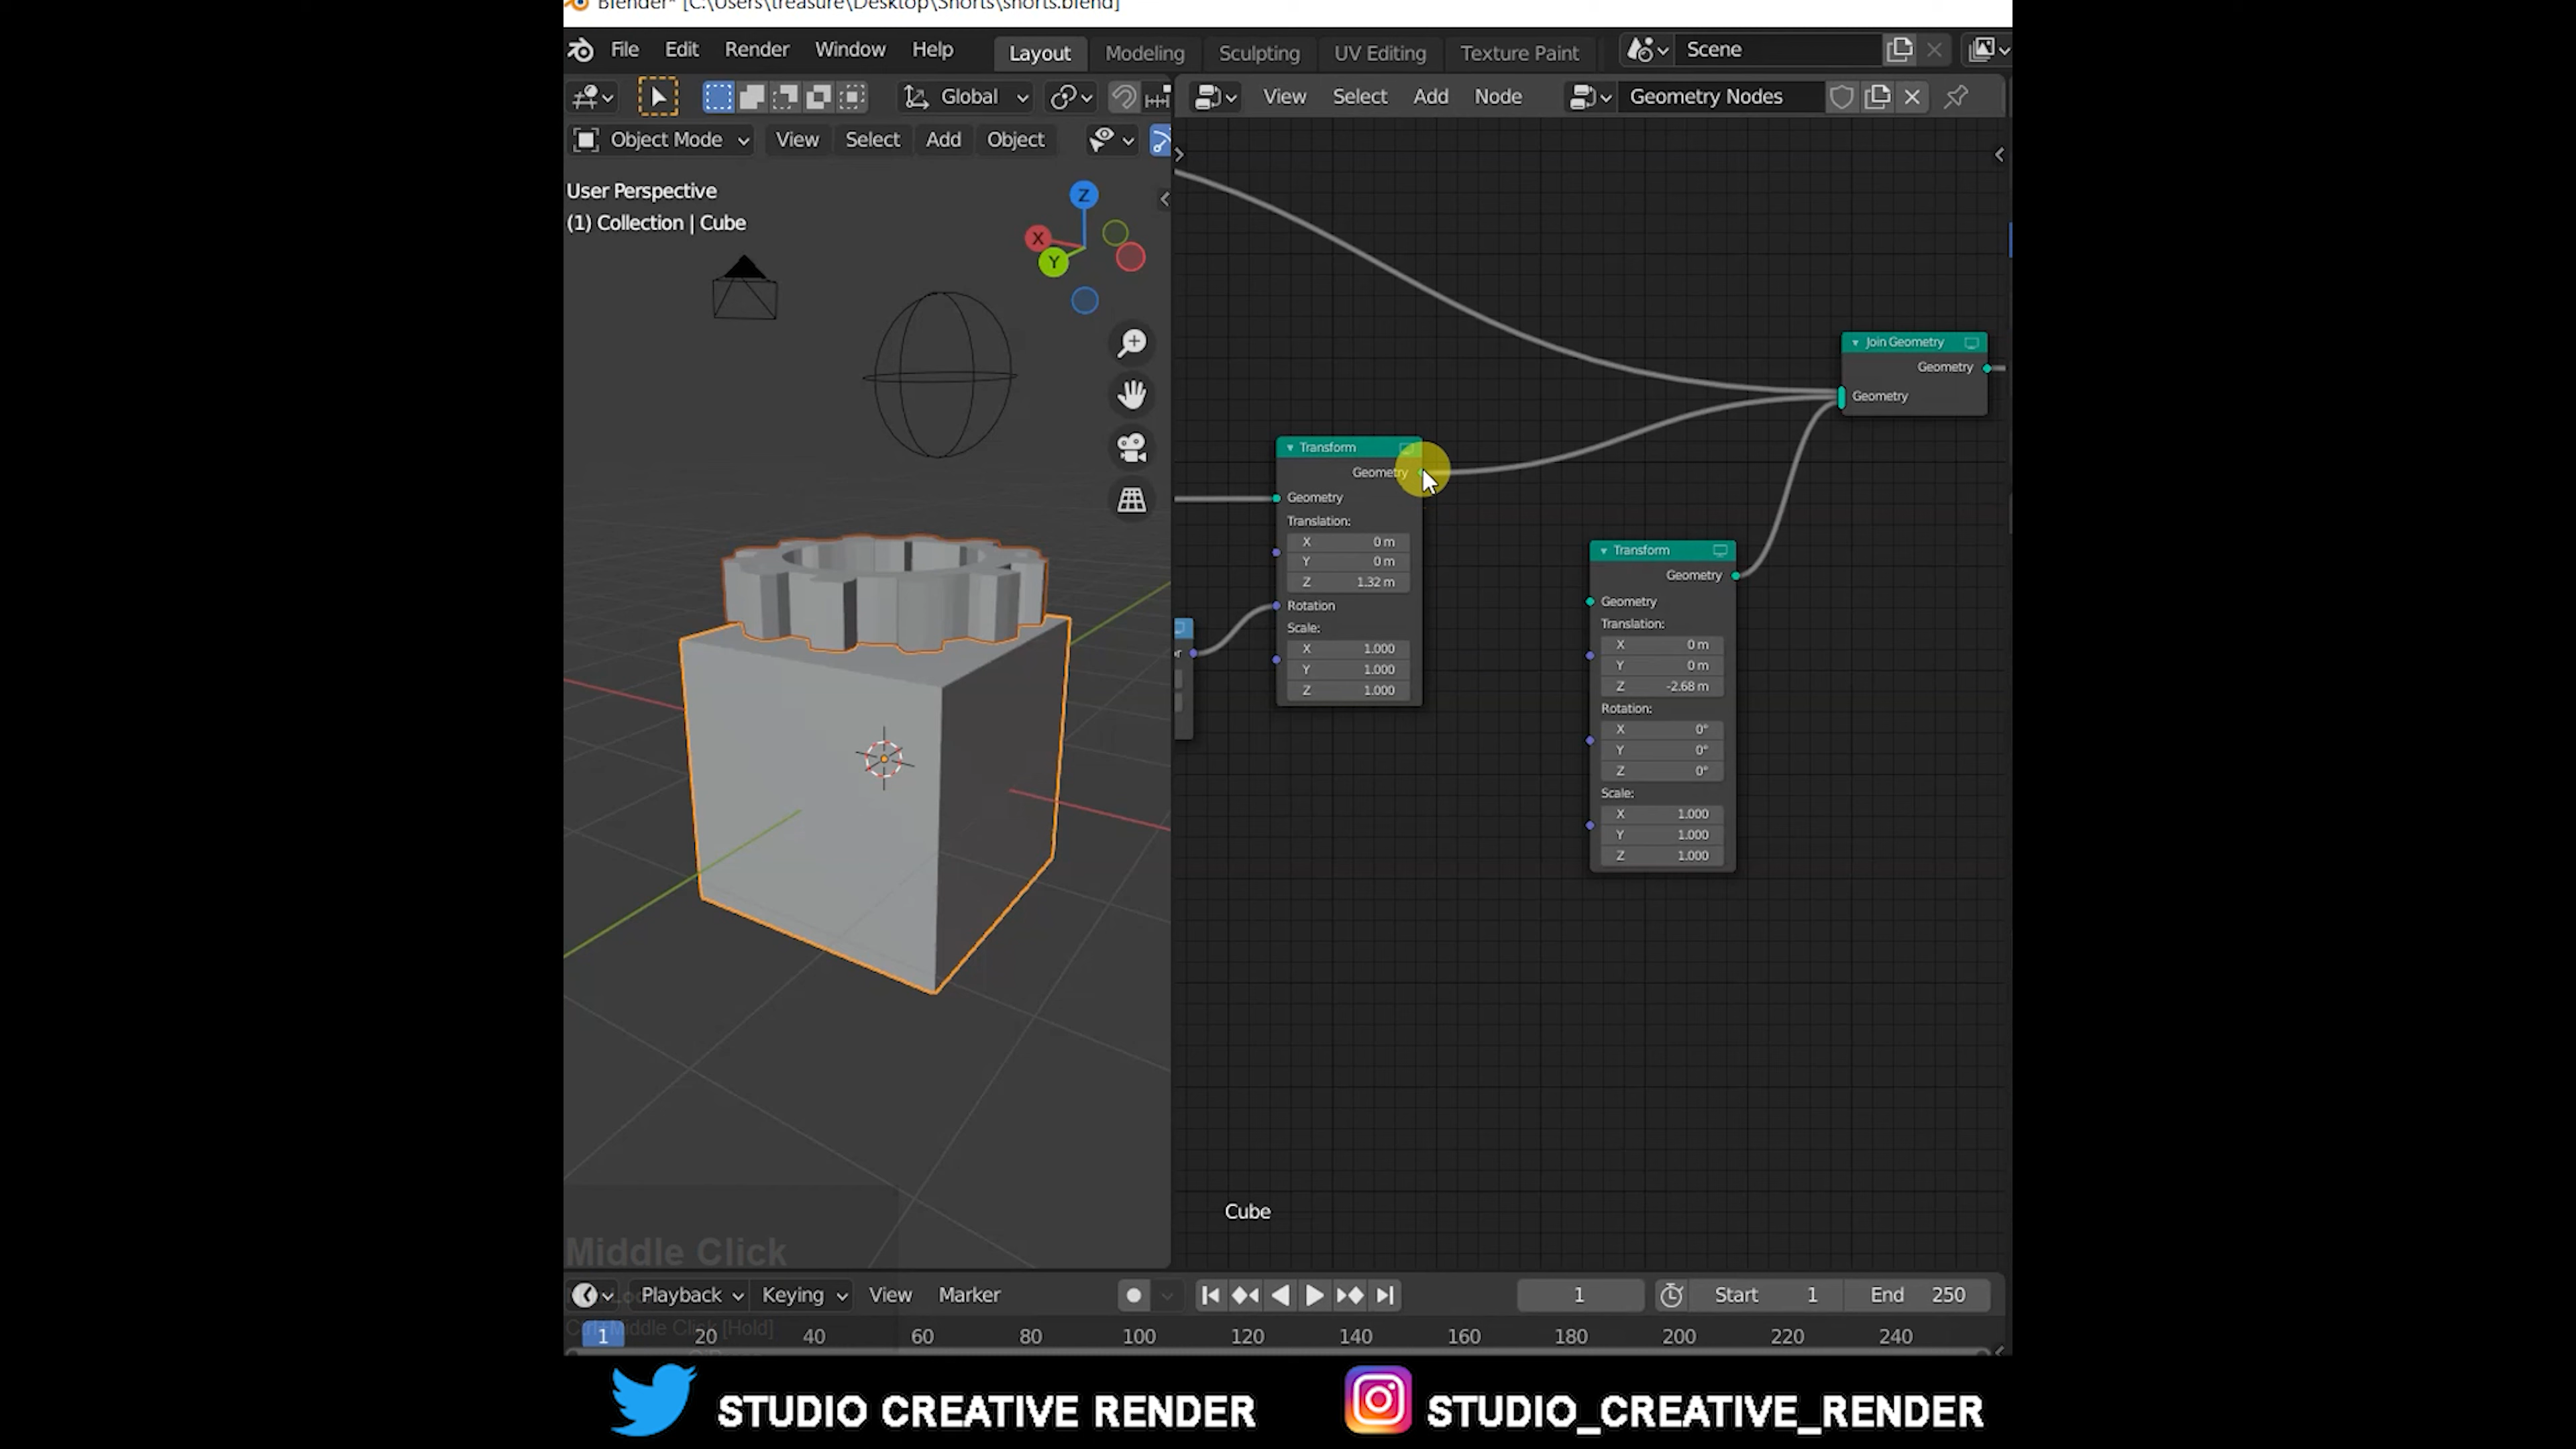 Blender* [C:\Users\treasure\Desktop\Shorts\shorts.blend]
File Edit Render Window Help Layout Modeling Sculpting UV Editing Texture Paint Scene
Global View Select Add Node Geometry Nodes
Object Mode View Select Add Object
User Perspective
(1) Collection | Cube
Z
X
Y
Join Geometry
Geometry
Geometry
Transform
Geometry
Geometry
Translation:
X 0 m
Y 0 m
Z 1.32 m
Rotation
Scale:
X 1.000
Y 1.000
Z 1.000
Transform
Geometry
Geometry
Translation:
X 0 m
Y 0 m
Z -2.68 m
Rotation:
X 0°
Y 0°
Z 0°
Scale:
X 1.000
Y 1.000
Z 1.000
Cube
Middle Click
Playback Keying View Marker 1 Start 1 End 250
Ctrl+Middle Click [Hold]
1 20 40 60 80 100 120 140 160 180 200 220 240
STUDIO CREATIVE RENDER STUDIO_CREATIVE_RENDER